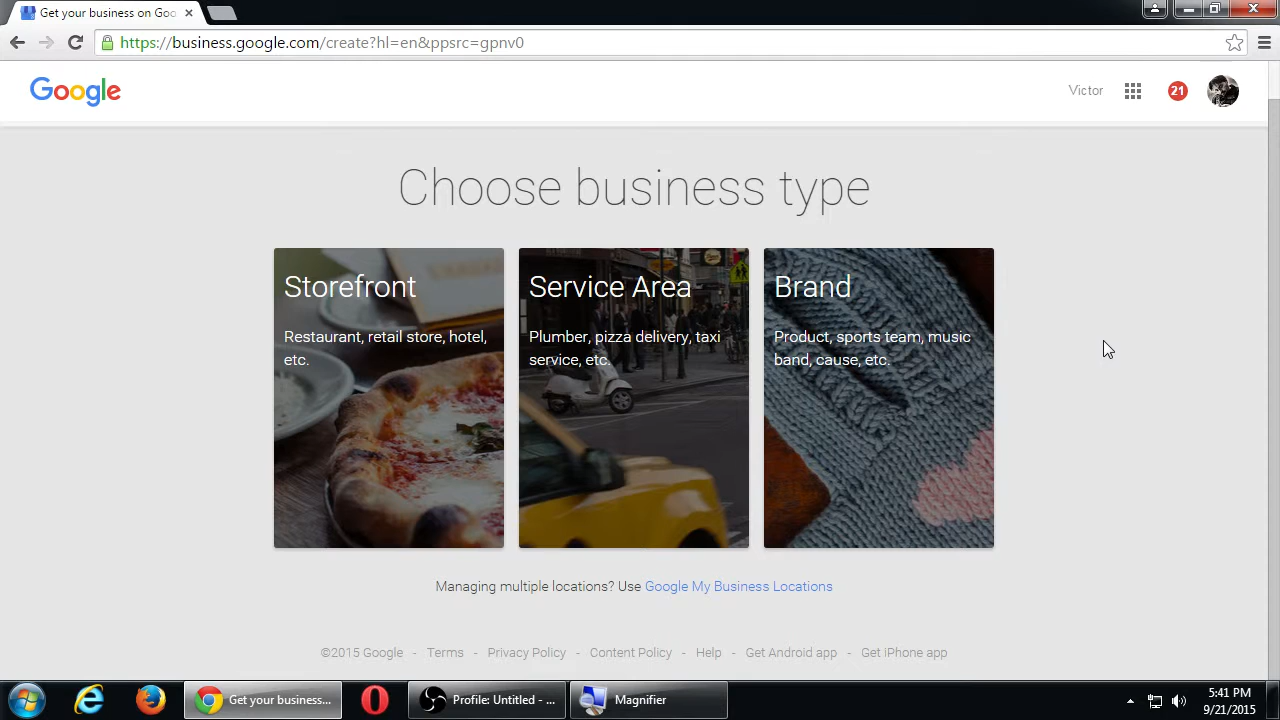 Get your business on Goo
https://business.google.com/create?hl=en&ppsrc=gpnv0
Google
Victor
21
Choose business type
Storefront
Restaurant, retail store, hotel,
etc.
Service Area
Plumber, pizza delivery, taxi
service, etc.
Brand
Product, sports team, music
band, cause, etc.
Managing multiple locations? Use Google My Business Locations
©2015 Google - Terms - Privacy Policy - Content Policy - Help - Get Android app - Get iPhone app
Get your business...
Profile: Untitled - ...
Magnifier
5:41 PM
9/21/2015